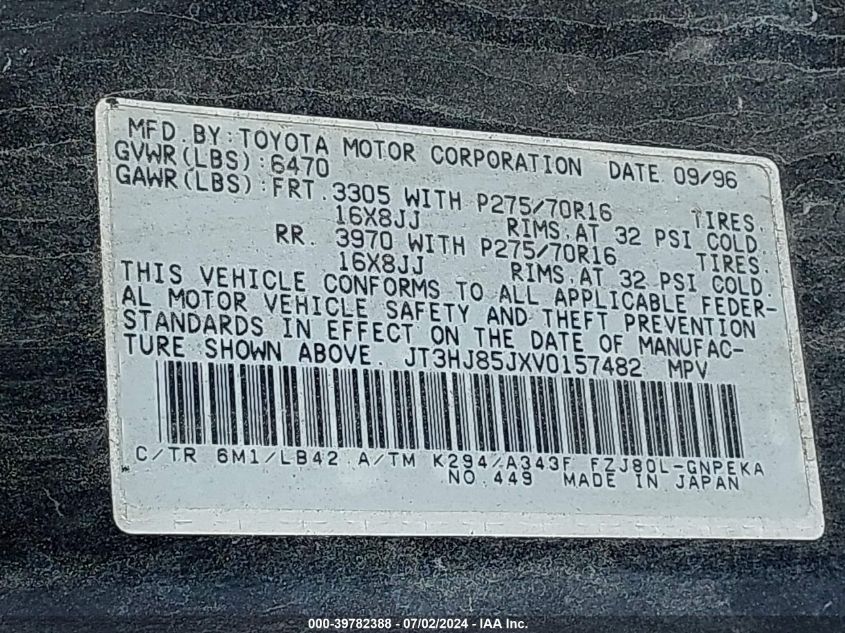 MFD. BY: TOYOTA MOTOR CORPORATION DATE 09/96
GVWR(LBS):6470
GAWR(LBS):FRT. 3305 WITH P275/70R16 TIRES.
16X8JJ RIMS.AT 32 PSI COLD.
RR. 3970 WITH P275/70R16 TIRES.
16X8JJ RIMS.AT 32 PSI COLD.
THIS VEHICLE CONFORMS TO ALL APPLICABLE FEDER-
AL MOTOR VEHICLE SAFETY AND THEFT PREVENTION
STANDARDS IN EFFECT ON THE DATE OF MANUFAC-
TURE SHOWN ABOVE. JT3HJ85JXV0157482 MPV
C/TR 6M1/LB42 A/TM K294/A343F FZJ80L-GNPEKA
NO.449 MADE IN JAPAN
000-39782388 - 07/02/2024 - IAA Inc.